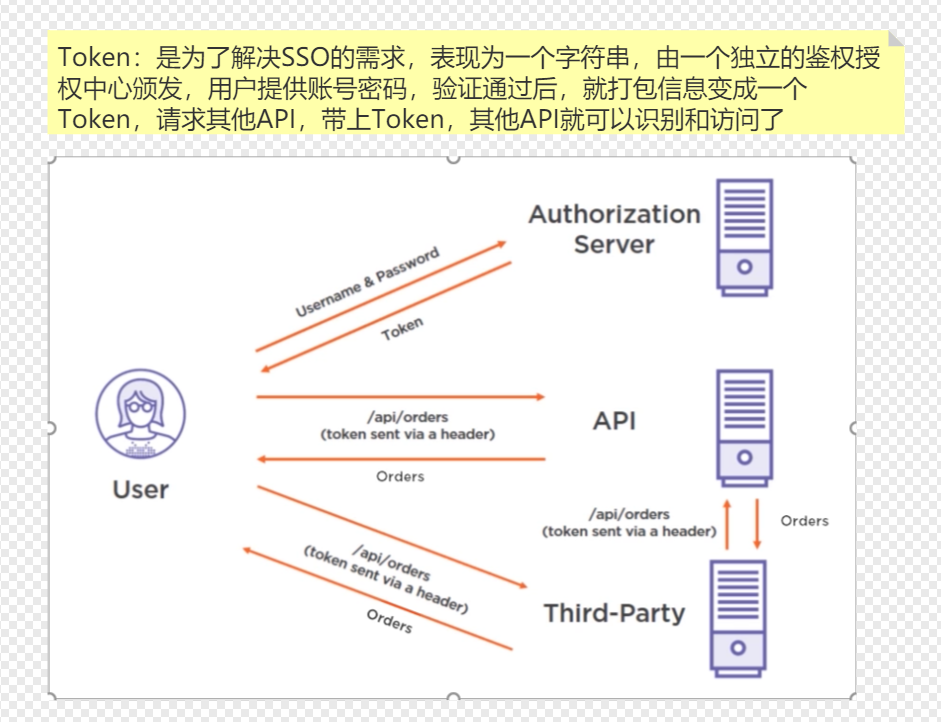 Token：是为了解决SSO的需求，表现为一个字符串，由一个独立的鉴权授
权中心颁发，用户提供账号密码，验证通过后，就打包信息变成一个
Token，请求其他API，带上Token，其他API就可以识别和访问了
Authorization
Server
Username & Password
Token
/api/orders
(token sent via a header)
API
Orders
User
/api/orders
(token sent via a header)
Orders
/api/orders
(token sent via a header)
Orders
Third-Party